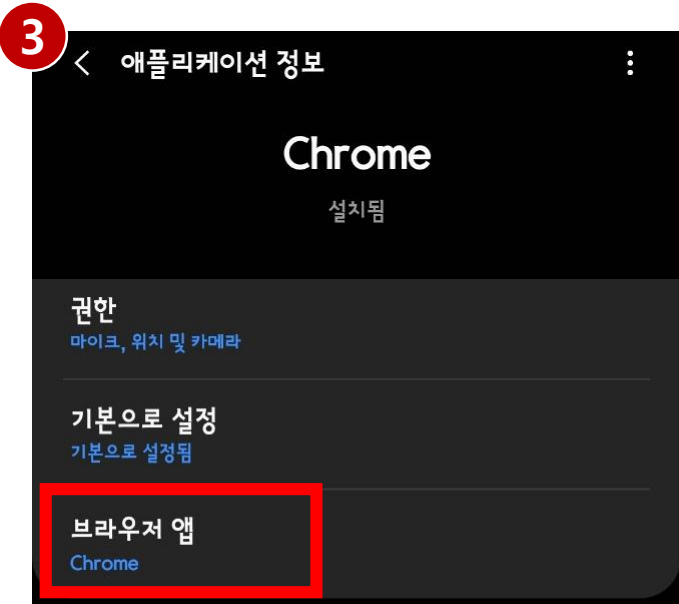 3
애플리케이션 정보
Chrome
설치됨
권한
마이크, 위치 및 카메라
기본으로 설정
기본으로 설정됨
브라우저 앱
Chrome